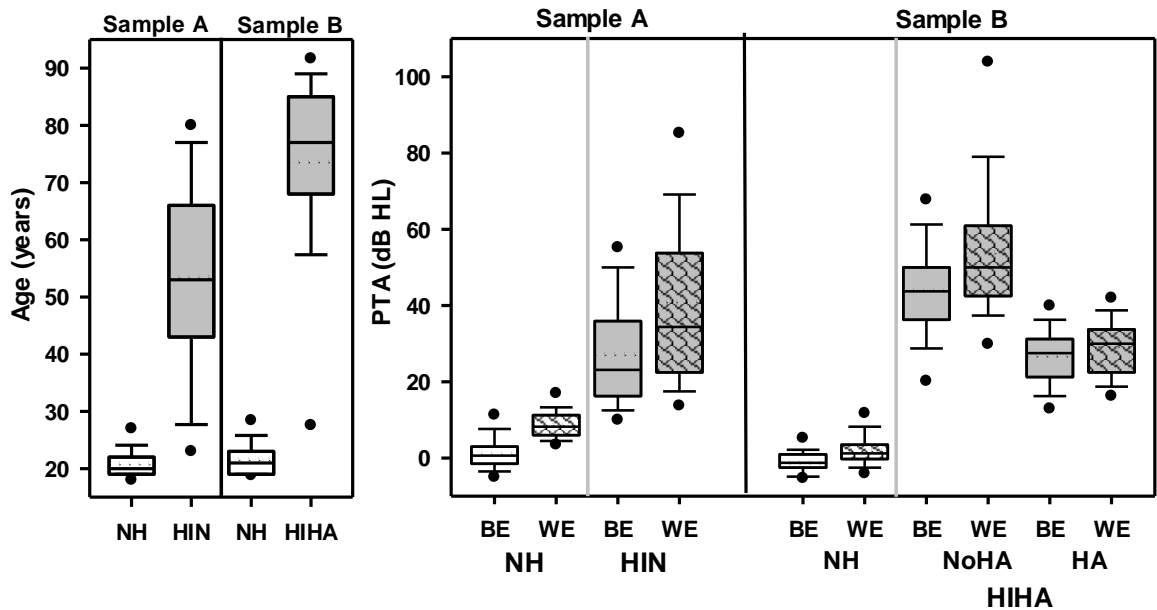 Sample A Sample B
Age (years)
90
80
70
60
50
40
30
20
NH HIN NH HIHA
Sample A Sample B
PTA (dB HL)
100
80
60
40
20
0
BE WE BE WE BE WE BE WE BE WE
NH HIN NH NoHA HA
HIHA